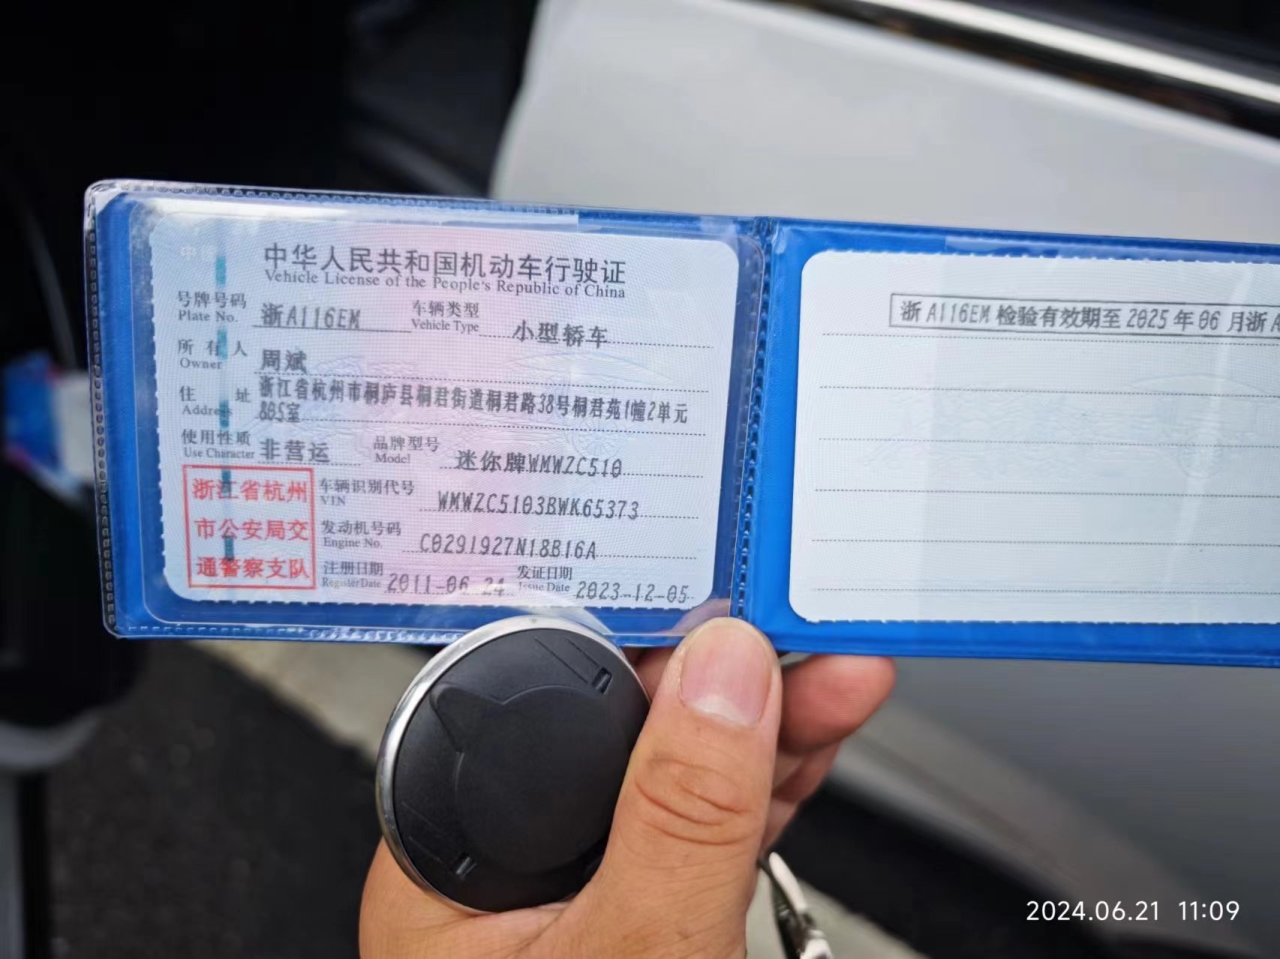 中华人民共和国机动车行驶证
Vehicle License of the People's Republic of China
号牌号码 浙A116EM 车辆类型 小型轿车
Plate No. Vehicle Type
所有人 周斌
Owner
住址 浙江省杭州市桐庐县桐君街道桐君路38号桐君苑1幢2单元
Address 805室
使用性质 非营运 品牌型号 迷你牌WMWZC510
Use Character Model
浙江省杭州
市公安局交
通警察支队
车辆识别代号 WMWZC5103BWK65373
VIN
发动机号码 C0291927N18B16A
Engine No.
注册日期 2011-06-24 发证日期 2023-12-05
Register Date Issue Date
浙A116EM检验有效期至2025年06月浙A
2024.06.21 11:09